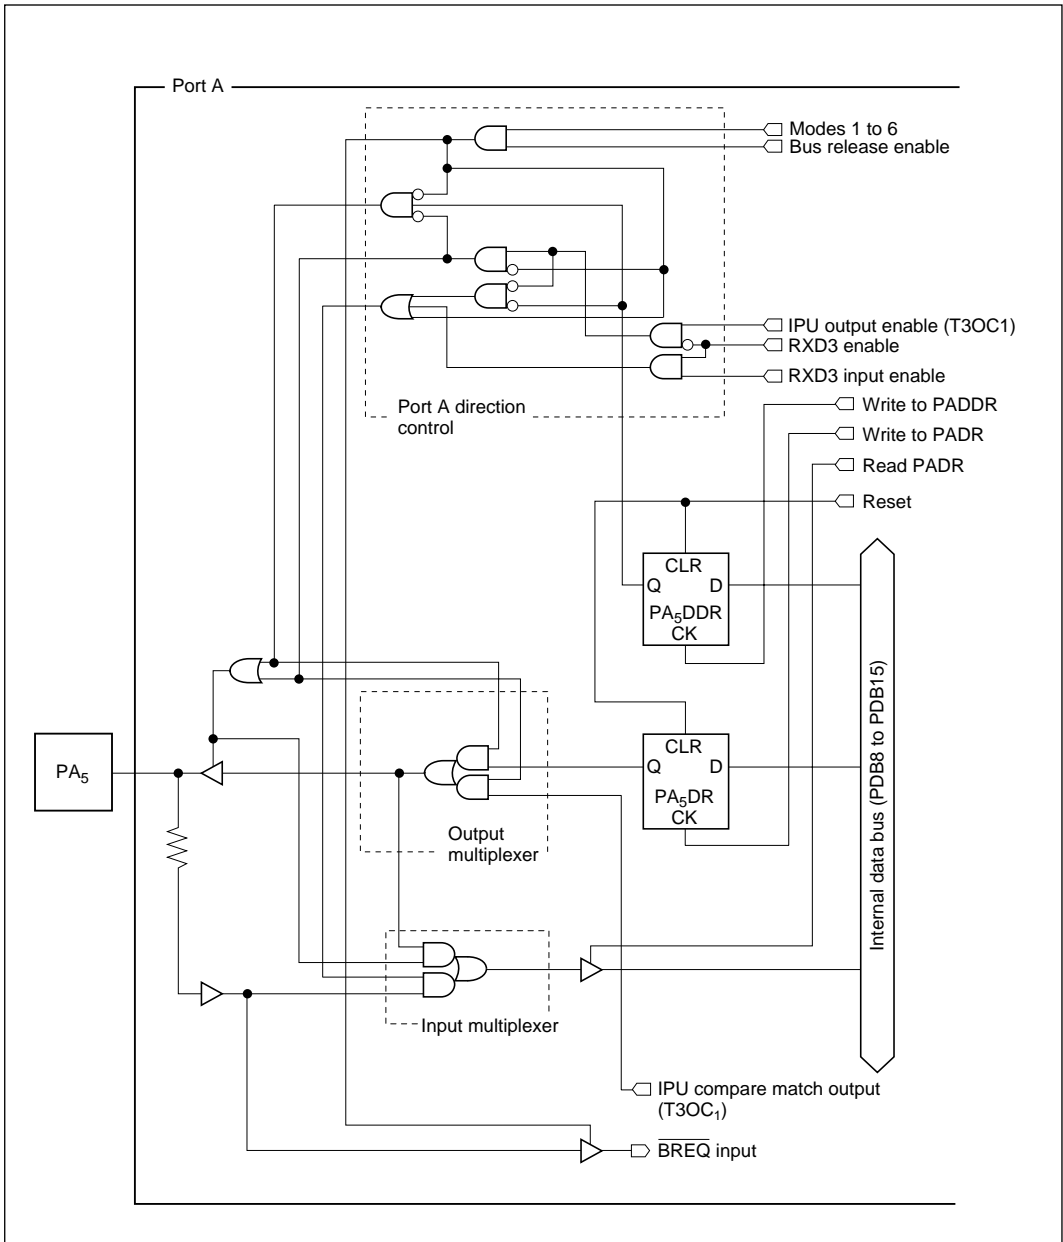 Port A
Modes 1 to 6
Bus release enable
IPU output enable (T3OC1)
RXD3 enable
RXD3 input enable
Port A direction
control
Write to PADDR
Write to PADR
Read PADR
Reset
CLR
Q D
PA5DDR
CK
Internal data bus (PDB8 to PDB15)
CLR
Q D
PA5DR
CK
PA5
Output
multiplexer
Input multiplexer
IPU compare match output
(T3OC1)
BREQ input